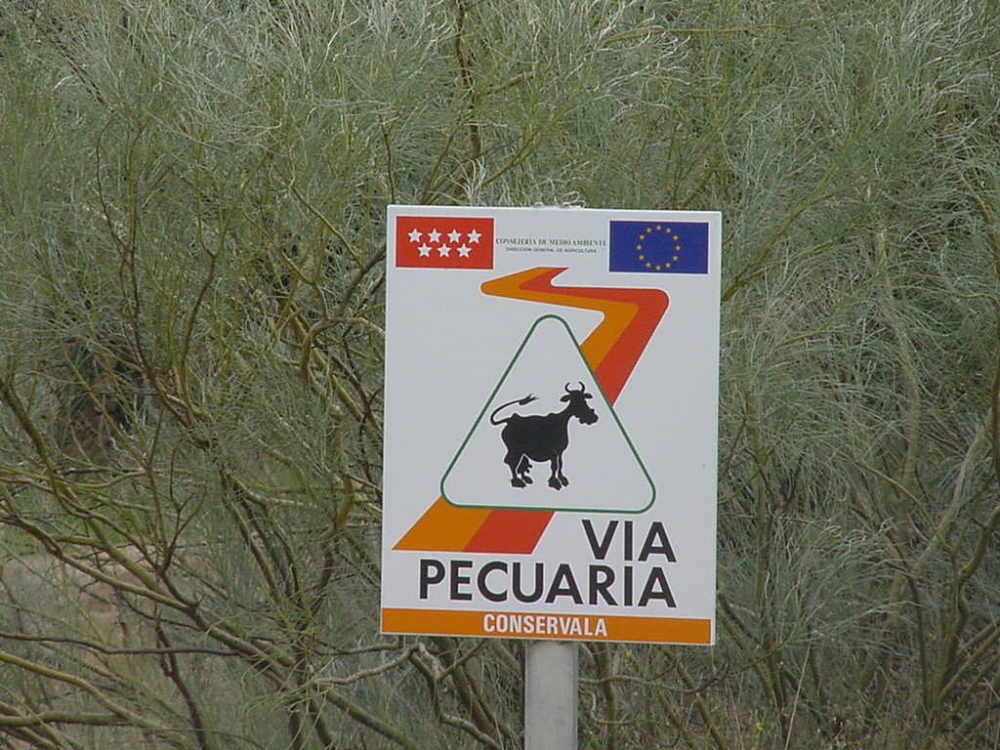 CONSEJERIA DE MEDIO AMBIENTE
DIRECCION GENERAL DE AGRICULTURA
VIA
PECUARIA
CONSERVALA